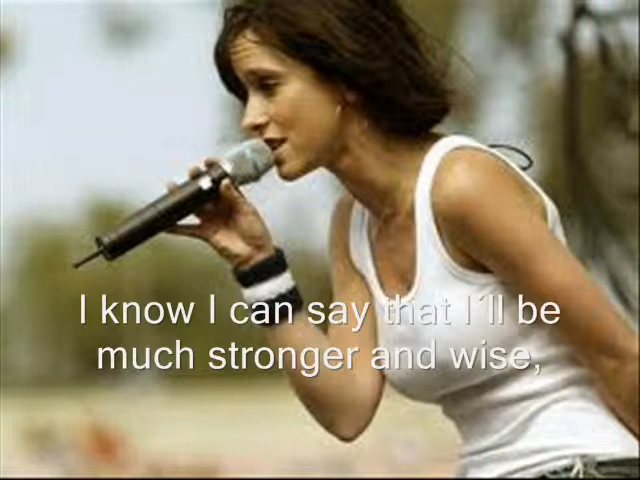 I know I can say that I´ll be
much stronger and wise,